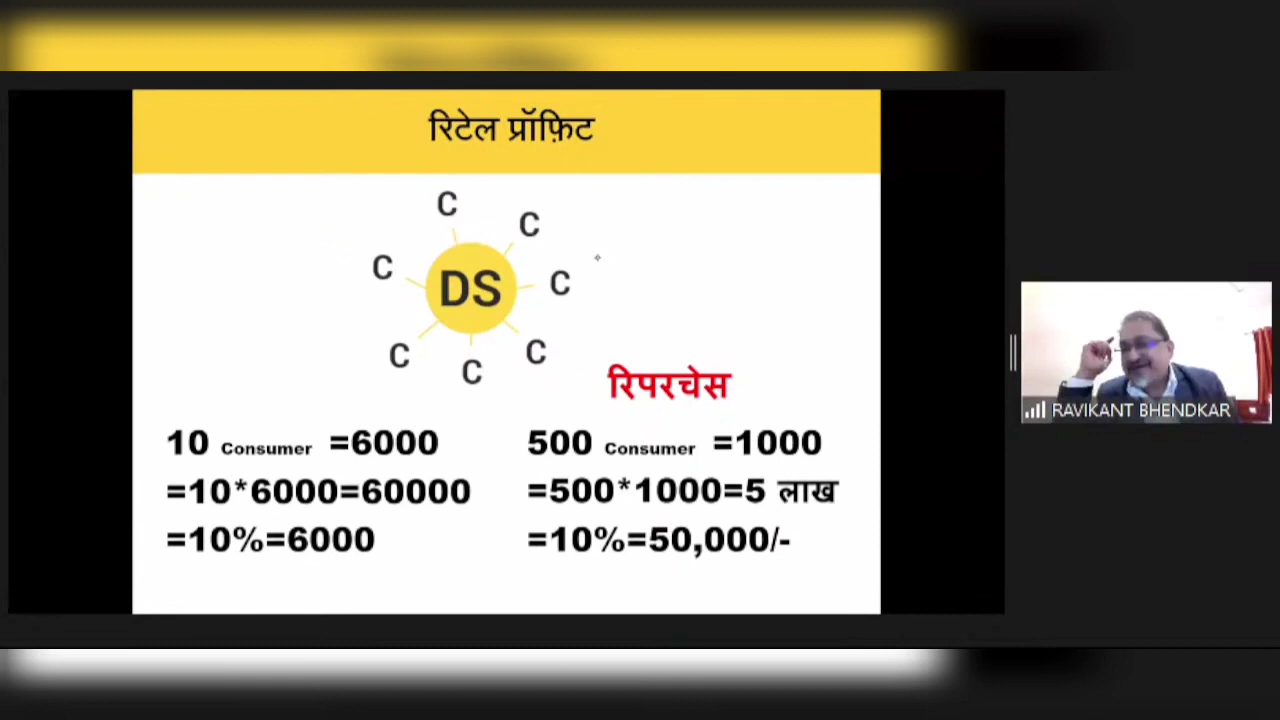 रिटेल प्रॉफ़िट
C
C
C
C
DS
C
C
C
रिपरचेस
10 Consumer =6000
=10*6000=60000
=10%=6000
500 Consumer =1000
=500*1000=5 लाख
=10%=50,000/-
RAVIKANT BHENDKAR